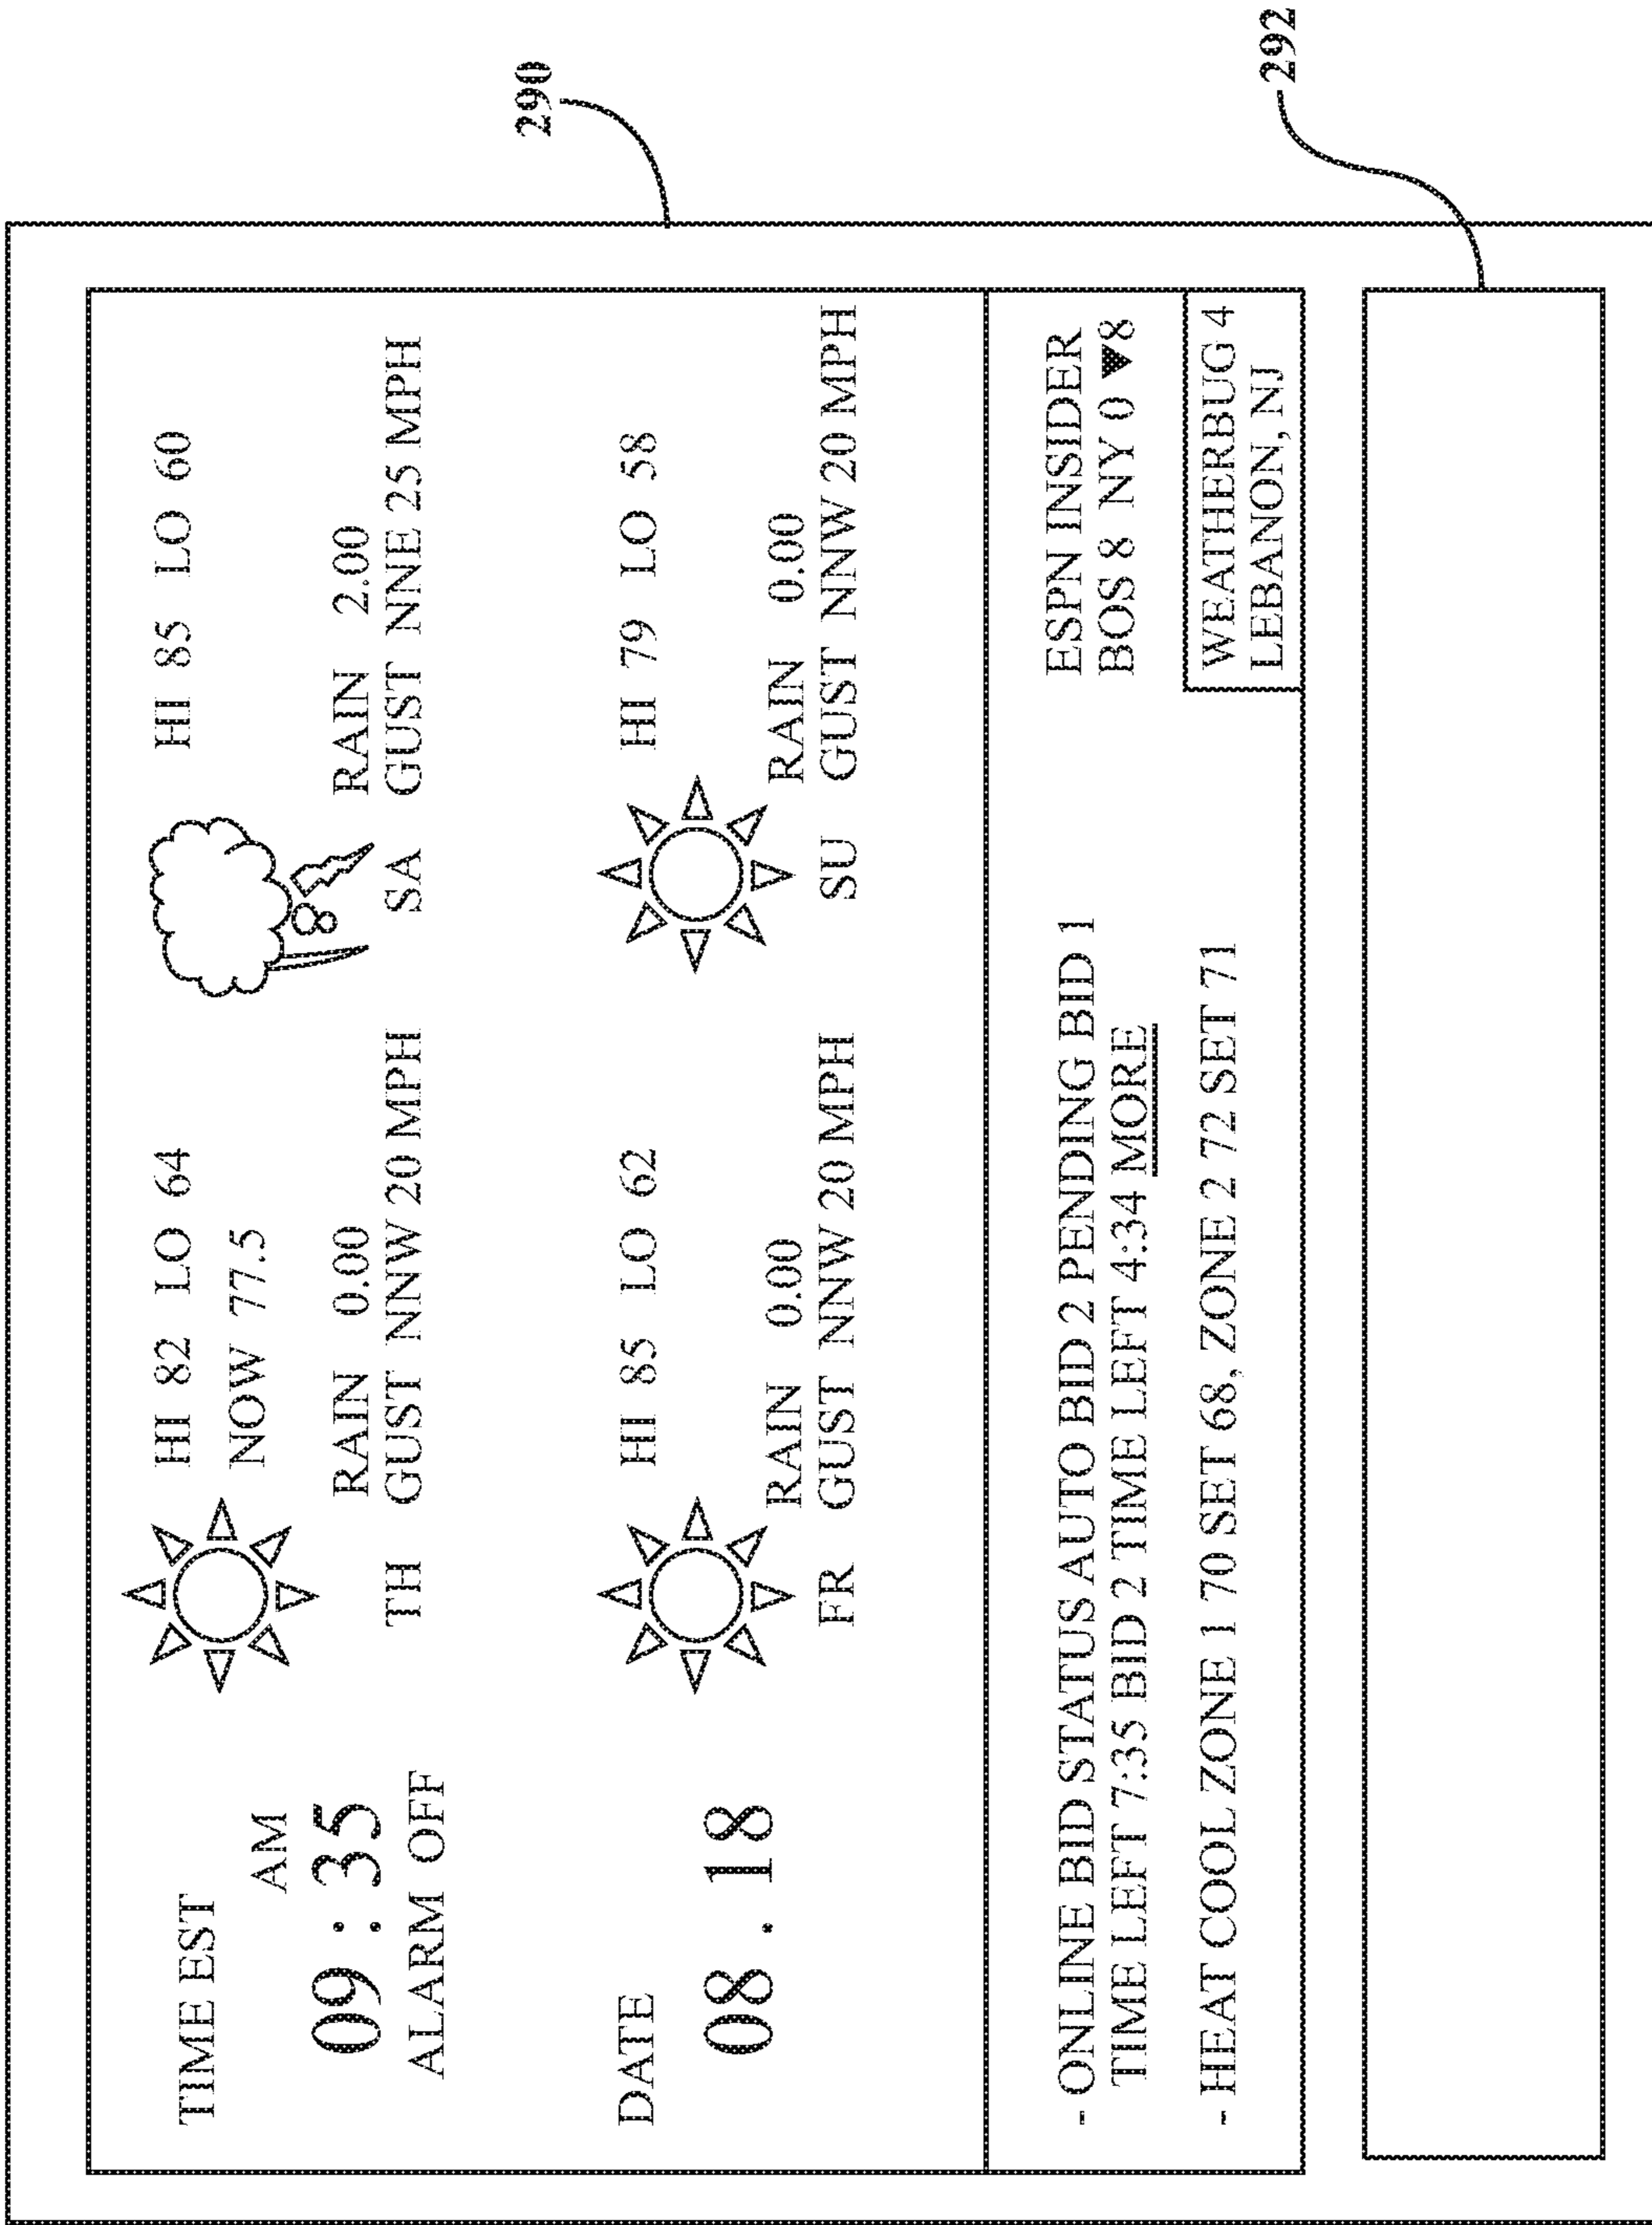 290
TIME EST
AM
09 : 35
ALARM OFF
HI 82 LO 64
NOW 77.5
RAIN 0.00
TH GUST NNW 20 MPH
HI 85 LO 60
RAIN 2.00
SA GUST NNE 25 MPH
DATE
08 . 18
HI 85 LO 62
RAIN 0.00
FR GUST NNW 20 MPH
HI 79 LO 58
RAIN 0.00
SU GUST NNW 20 MPH
- ONLINE BID STATUS AUTO BID 2 PENDING BID 1
TIME LEFT 7:35 BID 2 TIME LEFT 4:34 MORE
- HEAT COOL ZONE 1 70 SET 68, ZONE 2 72 SET 71
ESPN INSIDER
BOS 8 NY 0 ▼8
WEATHERBUG 4
LEBANON, NJ
292